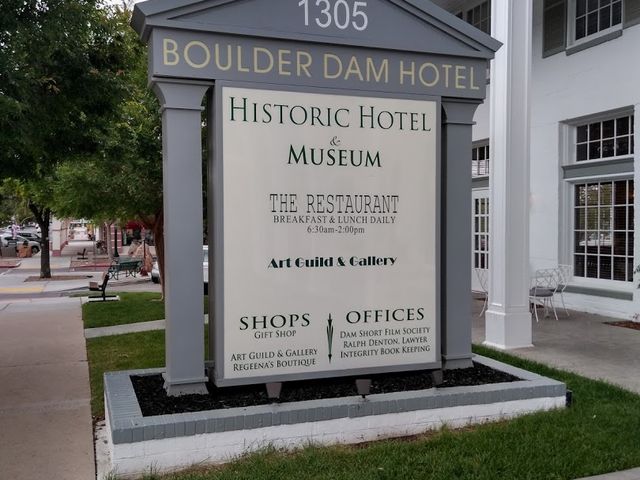 1305
BOULDER DAM HOTEL
HISTORIC HOTEL
&
MUSEUM
THE RESTAURANT
BREAKFAST & LUNCH DAILY
6:30am-2:00pm
Art Guild & Gallery
SHOPS
GIFT SHOP
ART GUILD & GALLERY
REGEENA'S BOUTIQUE
OFFICES
DAM SHORT FILM SOCIETY
RALPH DENTON, LAWYER
INTEGRITY BOOK KEEPING